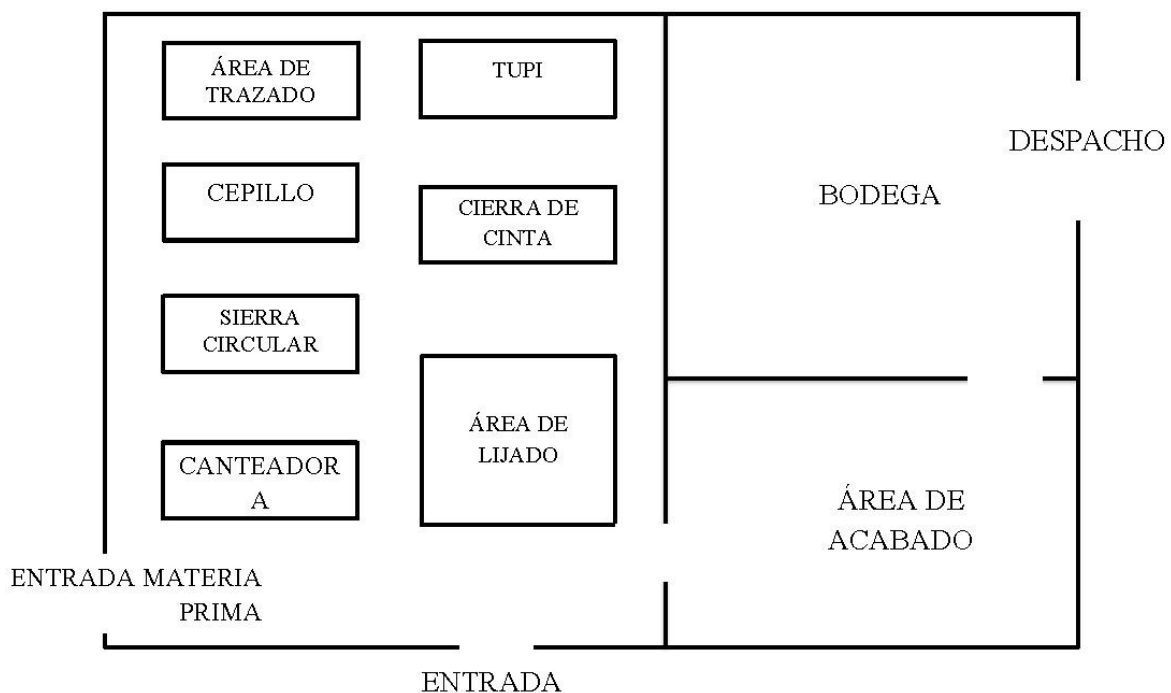 ÁREA DE
TRAZADO
TUPI
DESPACHO
CEPILLO
BODEGA
CIERRA DE
CINTA
SIERRA
CIRCULAR
ÁREA DE
LIJADO
CANTEADOR
A
ÁREA DE
ACABADO
ENTRADA MATERIA
PRIMA
ENTRADA